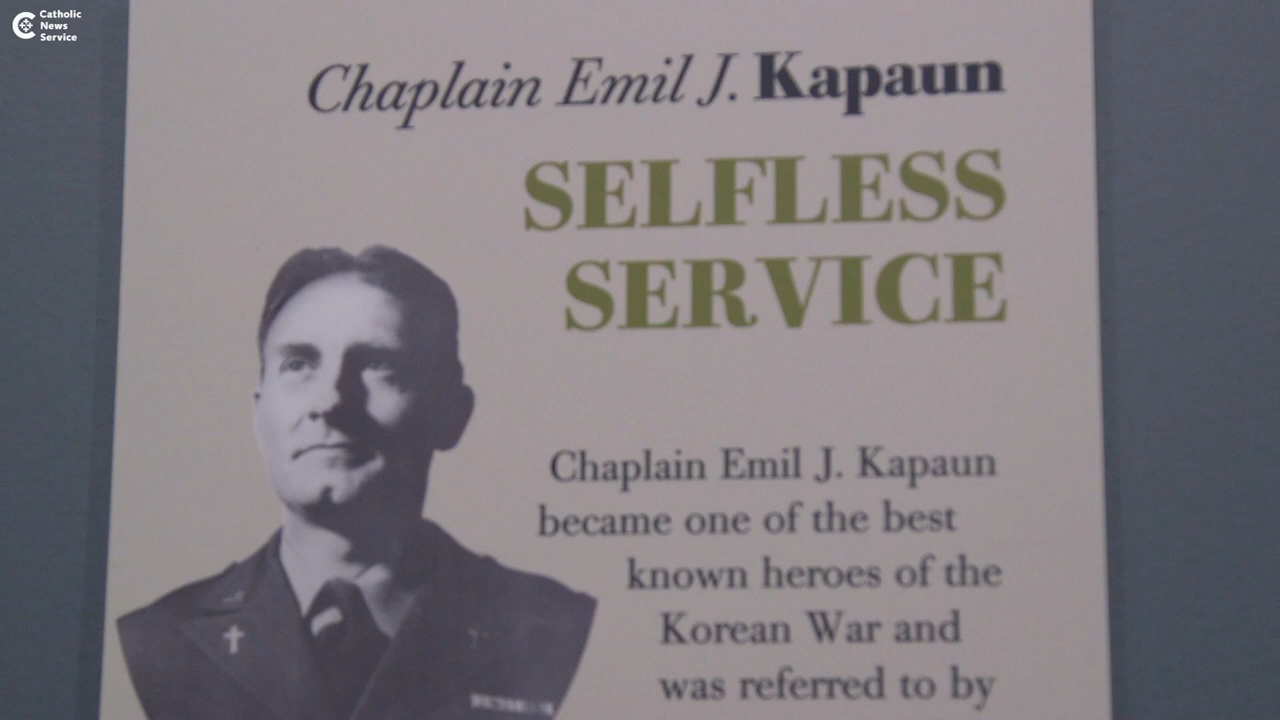 Catholic
News
Service
Chaplain Emil J. Kapaun
SELFLESS
SERVICE
Chaplain Emil J. Kapaun
became one of the best
known heroes of the
Korean War and
was referred to by